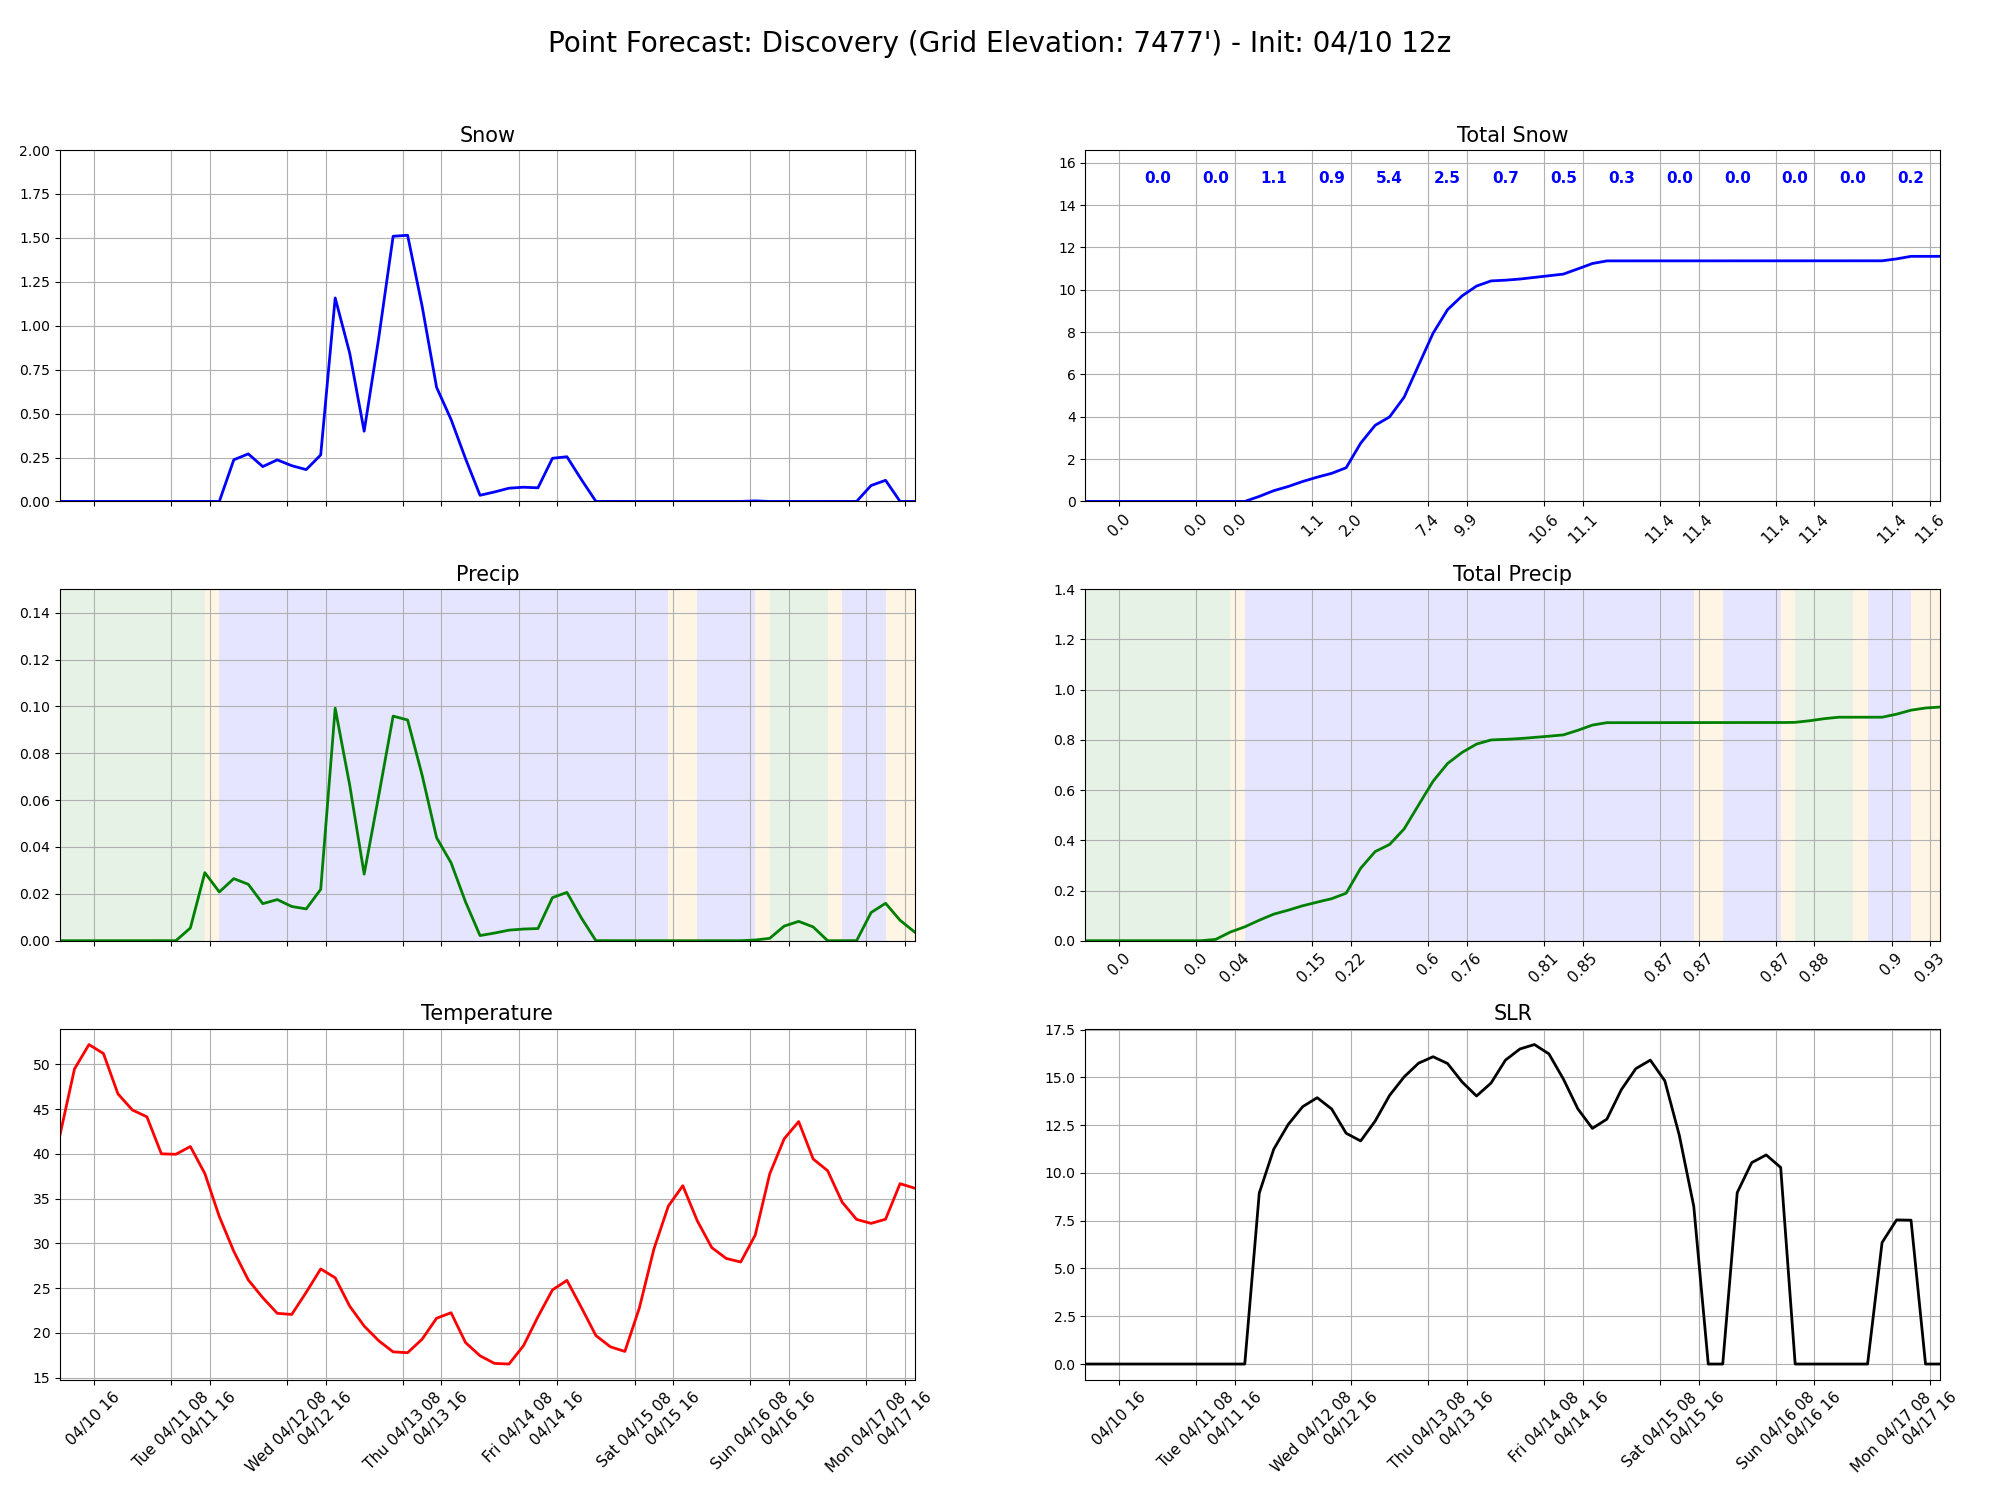 Point Forecast: Discovery (Grid Elevation: 7477') - Init: 04/10 12z
Snow
2.00
1.75
1.50
1.25
1.00
0.75
0.50
0.25
0.00
Total Snow
16
14
12
10
8
6
4
2
0
0.0 0.0 1.1 0.9 5.4 2.5 0.7 0.5 0.3 0.0 0.0 0.0 0.0 0.2
0.0 0.0 0.0 1.1 2.0 7.4 9.9 10.6 11.1 11.4 11.4 11.4 11.4 11.4 11.6
Precip
0.14
0.12
0.10
0.08
0.06
0.04
0.02
0.00
Total Precip
1.4
1.2
1.0
0.8
0.6
0.4
0.2
0.0
0.0 0.0 0.04 0.15 0.22 0.6 0.76 0.81 0.85 0.87 0.87 0.87 0.88 0.9 0.93
Temperature
50
45
40
35
30
25
20
15
04/10 16
Tue 04/11 08
04/11 16
Wed 04/12 08
04/12 16
Thu 04/13 08
04/13 16
Fri 04/14 08
04/14 16
Sat 04/15 08
04/15 16
Sun 04/16 08
04/16 16
Mon 04/17 08
04/17 16
SLR
17.5
15.0
12.5
10.0
7.5
5.0
2.5
0.0
04/10 16
Tue 04/11 08
04/11 16
Wed 04/12 08
04/12 16
Thu 04/13 08
04/13 16
Fri 04/14 08
04/14 16
Sat 04/15 08
04/15 16
Sun 04/16 08
04/16 16
Mon 04/17 08
04/17 16